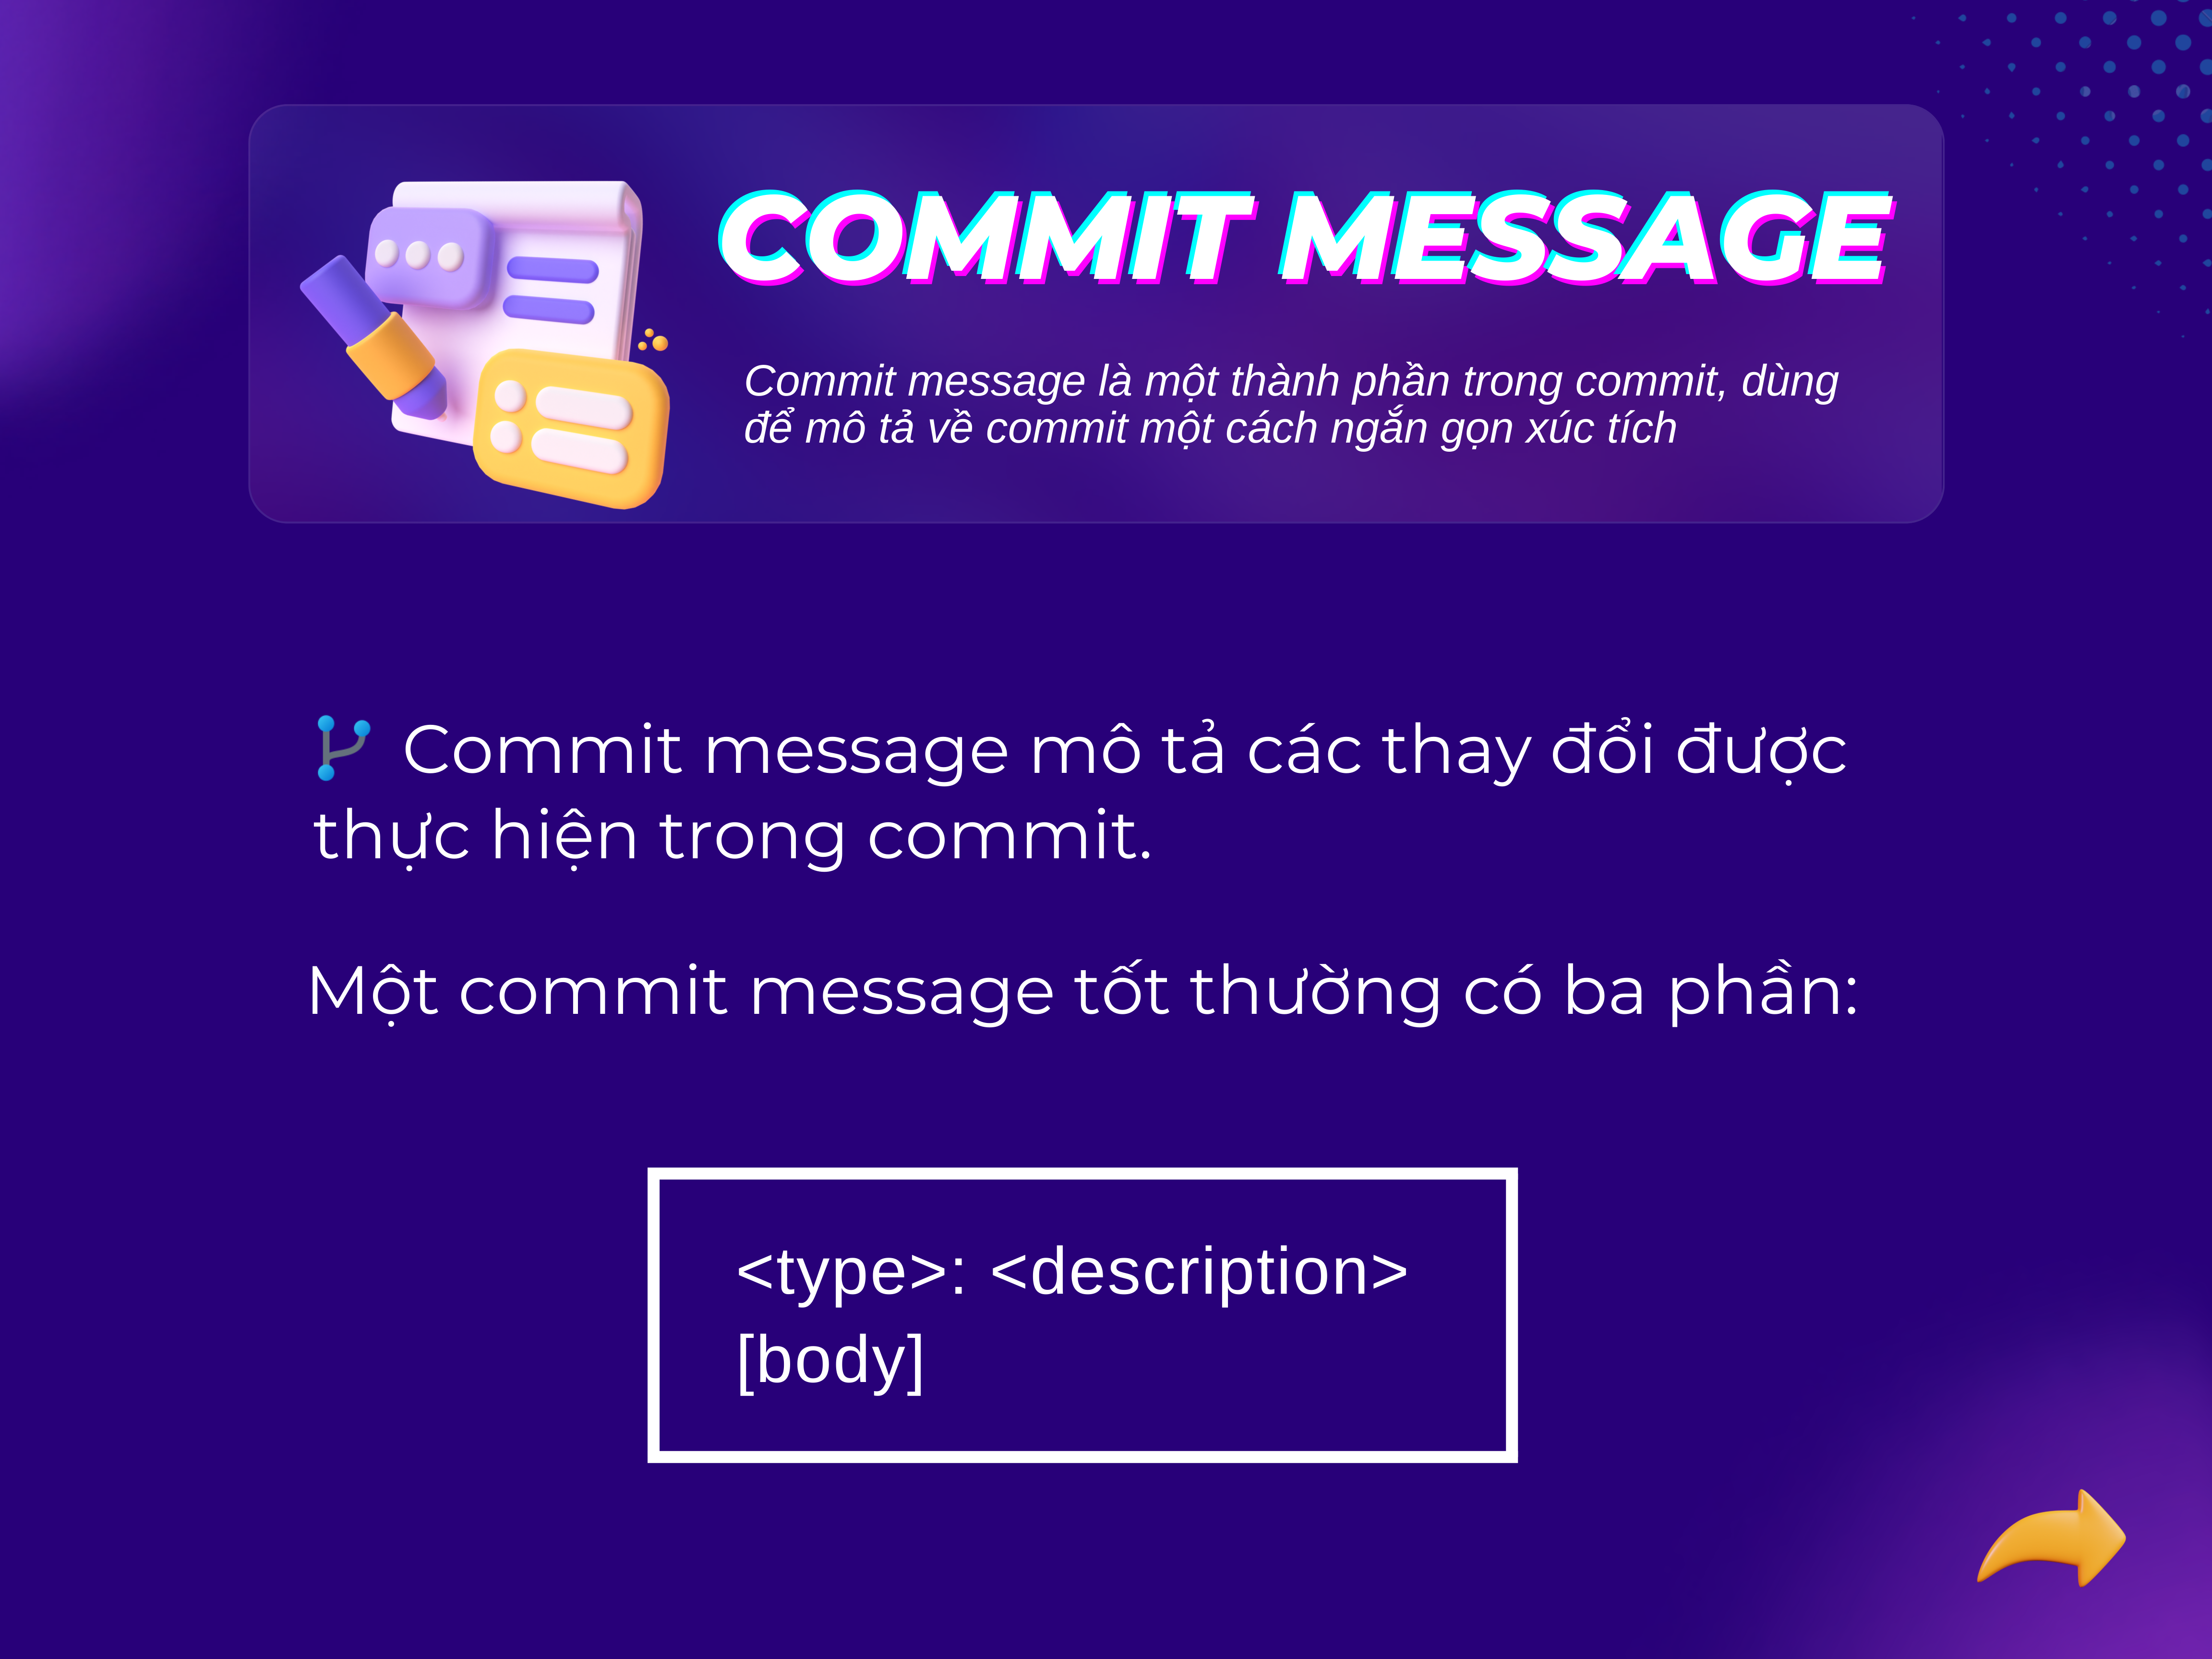 COMMIT MESSAGE
Commit message là một thành phần trong commit, dùng
để mô tả về commit một cách ngắn gọn xúc tích
Commit message mô tả các thay đổi được
thực hiện trong commit.
Một commit message tốt thường có ba phần:
<type>: <description>
[body]